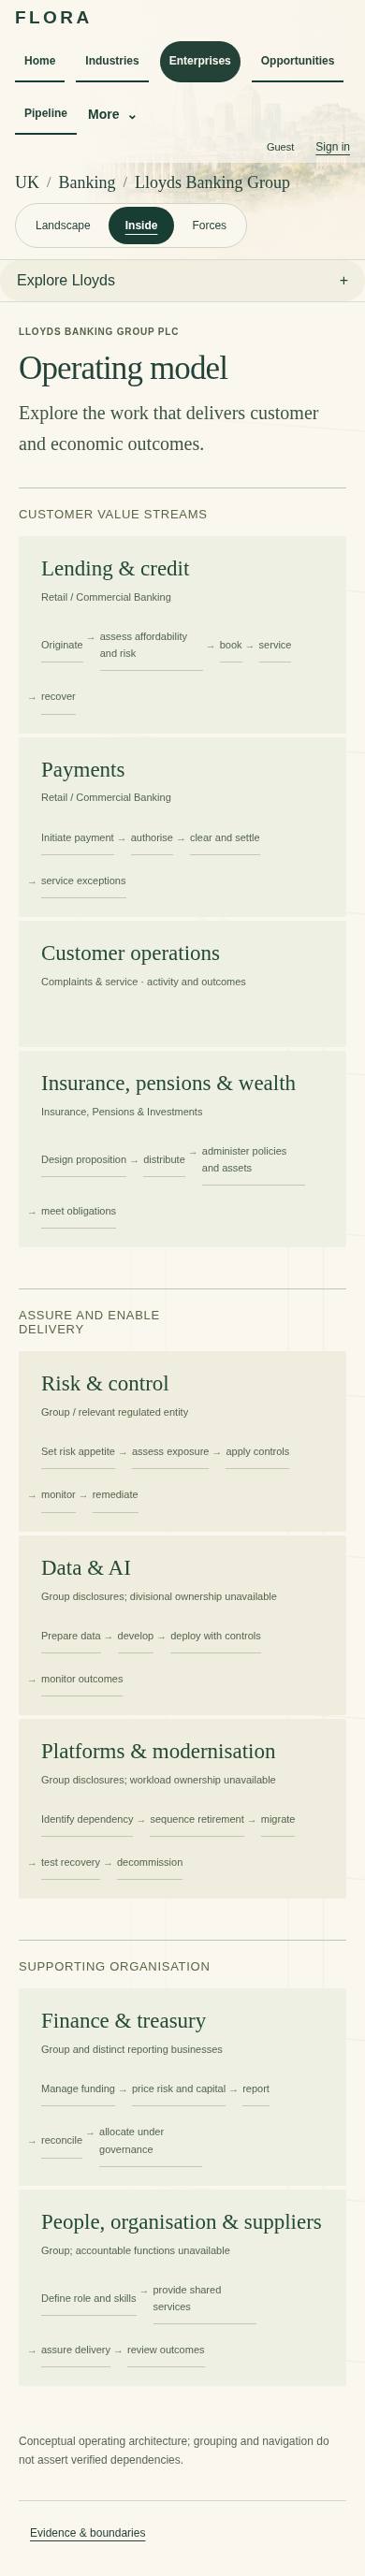 FLORA
Home Industries Enterprises Opportunities
Pipeline More ⌄
Guest Sign in
UK / Banking / Lloyds Banking Group
Landscape Inside Forces
Explore Lloyds +
LLOYDS BANKING GROUP PLC
Operating model
Explore the work that delivers customer
and economic outcomes.
CUSTOMER VALUE STREAMS
Lending & credit
Retail / Commercial Banking
Originate → assess affordability and risk → book → service
→ recover
Payments
Retail / Commercial Banking
Initiate payment → authorise → clear and settle
→ service exceptions
Customer operations
Complaints & service · activity and outcomes
Insurance, pensions & wealth
Insurance, Pensions & Investments
Design proposition → distribute → administer policies and assets
→ meet obligations
ASSURE AND ENABLE
DELIVERY
Risk & control
Group / relevant regulated entity
Set risk appetite → assess exposure → apply controls
→ monitor → remediate
Data & AI
Group disclosures; divisional ownership unavailable
Prepare data → develop → deploy with controls
→ monitor outcomes
Platforms & modernisation
Group disclosures; workload ownership unavailable
Identify dependency → sequence retirement → migrate
→ test recovery → decommission
SUPPORTING ORGANISATION
Finance & treasury
Group and distinct reporting businesses
Manage funding → price risk and capital → report
→ reconcile → allocate under governance
People, organisation & suppliers
Group; accountable functions unavailable
Define role and skills → provide shared services
→ assure delivery → review outcomes
Conceptual operating architecture; grouping and navigation do
not assert verified dependencies.
Evidence & boundaries